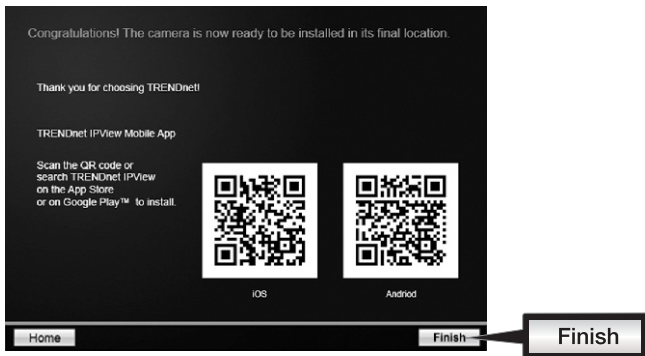 Congratulations! The camera is now ready to be installed in its final location.
Thank you for choosing TRENDnet!
TRENDnet IPView Mobile App
Scan the QR code or
search TRENDnet IPView
on the App Store
or on Google Play™ to install.
iOS
Andriod
Home
Finish
Finish